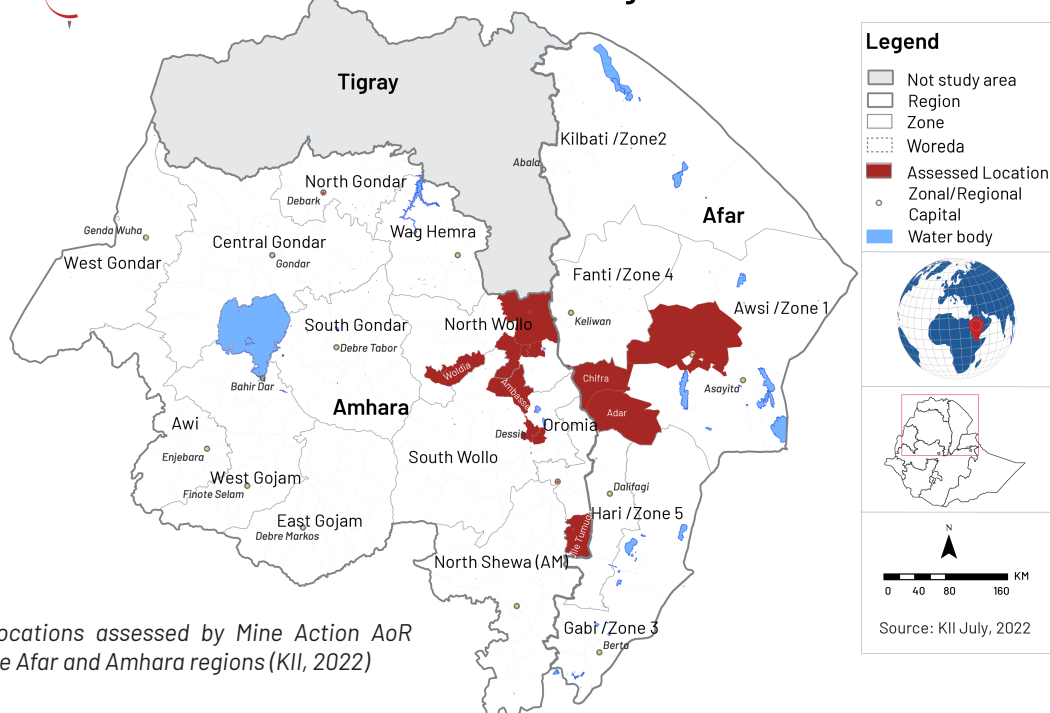 Tigray
Kilbati /Zone2
Abala
North Gondar
Debark
Afar
Genda Wuha
Wag Hemra
Central Gondar
West Gondar
Gondar
Fanti /Zone 4
Awsi /Zone 1
North Wollo
Keliwan
South Gondar
Debre Tabor
Woldia
Chifra
Bahir Dar
Asayita
Amhara
Adar
Awi
Oromia
Dessie
Enjebara
South Wollo
West Gojam
Finote Selam
Dalifagi
Hari /Zone 5
East Gojam
Debre Markos
North Shewa (AM)
Gabi /Zone 3
Berta
ocations assessed by Mine Action AoR
e Afar and Amhara regions (KII, 2022)
Legend
Not study area
Region
Zone
Woreda
Assessed Location
Zonal/Regional
Capital
Water body
N
KM
0 40 80 160
Source: KII July, 2022